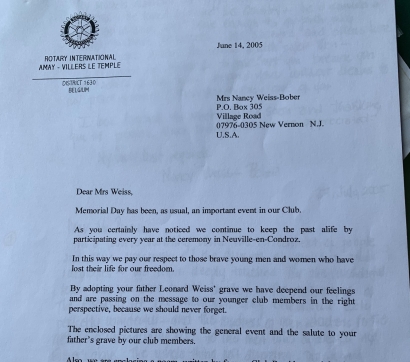 ROTARY INTERNATIONAL
AMAY - VILLERS LE TEMPLE
DISTRICT 1630
BELGIUM
June 14, 2005
Mrs Nancy Weiss-Bober
P.O. Box 305
Village Road
07976-0305 New Vernon N.J.
U.S.A.
Dear Mrs Weiss,
Memorial Day has been, as usual, an important event in our Club.
As you certainly have noticed we continue to keep the past alife by
participating every year at the ceremony in Neuville-en-Condroz.
In this way we pay our respect to those brave young men and women who have
lost their life for our freedom.
By adopting your father Leonard Weiss' grave we have deepend our feelings
and are passing on the message to our younger club members in the right
perspective, because we should never forget.
The enclosed pictures are showing the general event and the salute to your
father's grave by our club members.
Also, we are enclosing a poem, written by